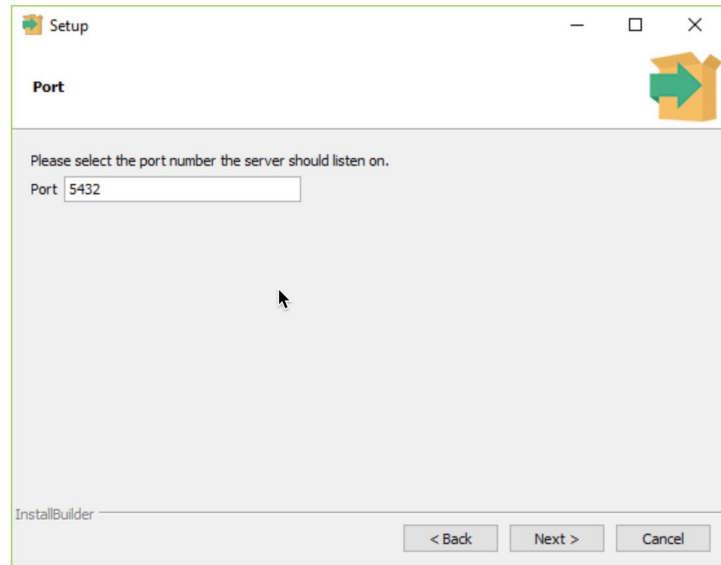 Setup
Port
Please select the port number the server should listen on.
Port 5432
InstallBuilder
< Back Next > Cancel